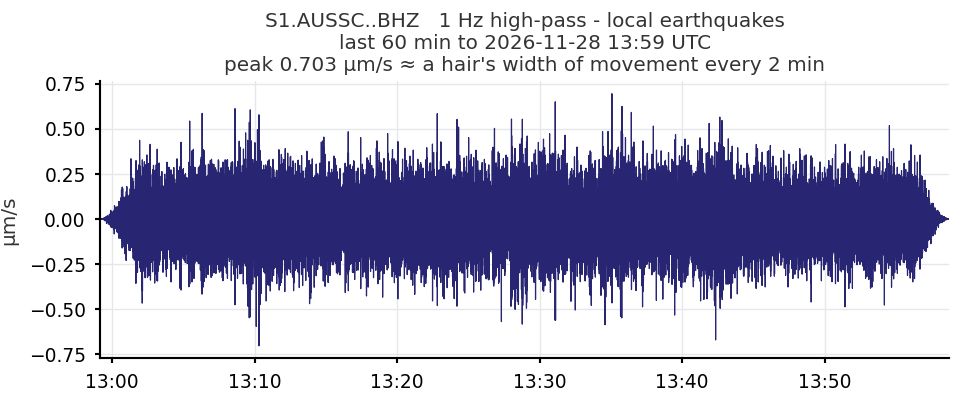 S1.AUSSC..BHZ   1 Hz high-pass - local earthquakes
last 60 min to 2026-11-28 13:59 UTC
peak 0.703 µm/s ≈ a hair's width of movement every 2 min
0.75
0.50
0.25
0.00
−0.25
−0.50
−0.75
µm/s
13:00 13:10 13:20 13:30 13:40 13:50